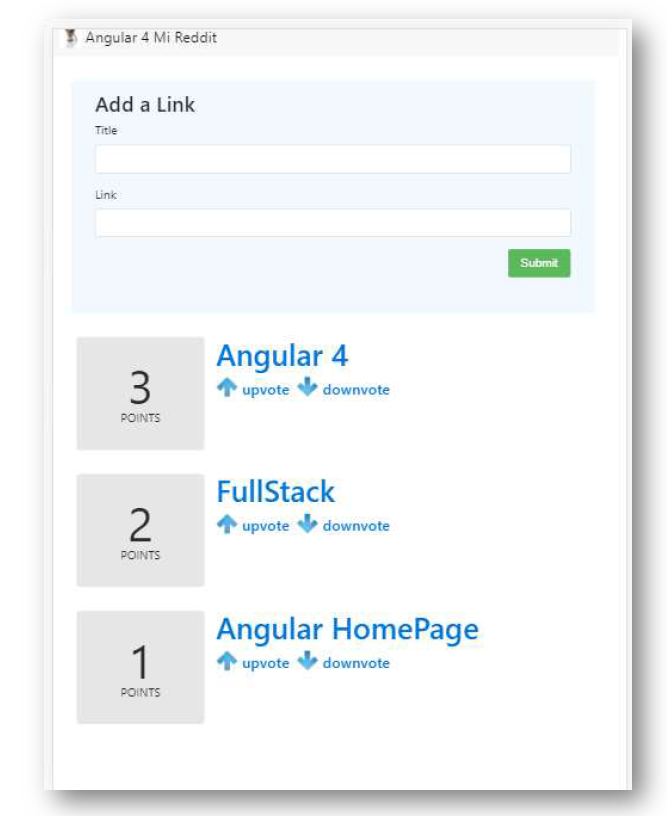 Angular 4 Mi Reddit
Add a Link
Title
Link
Submit
3
POINTS
Angular 4
upvote downvote
2
POINTS
FullStack
upvote downvote
1
POINTS
Angular HomePage
upvote downvote